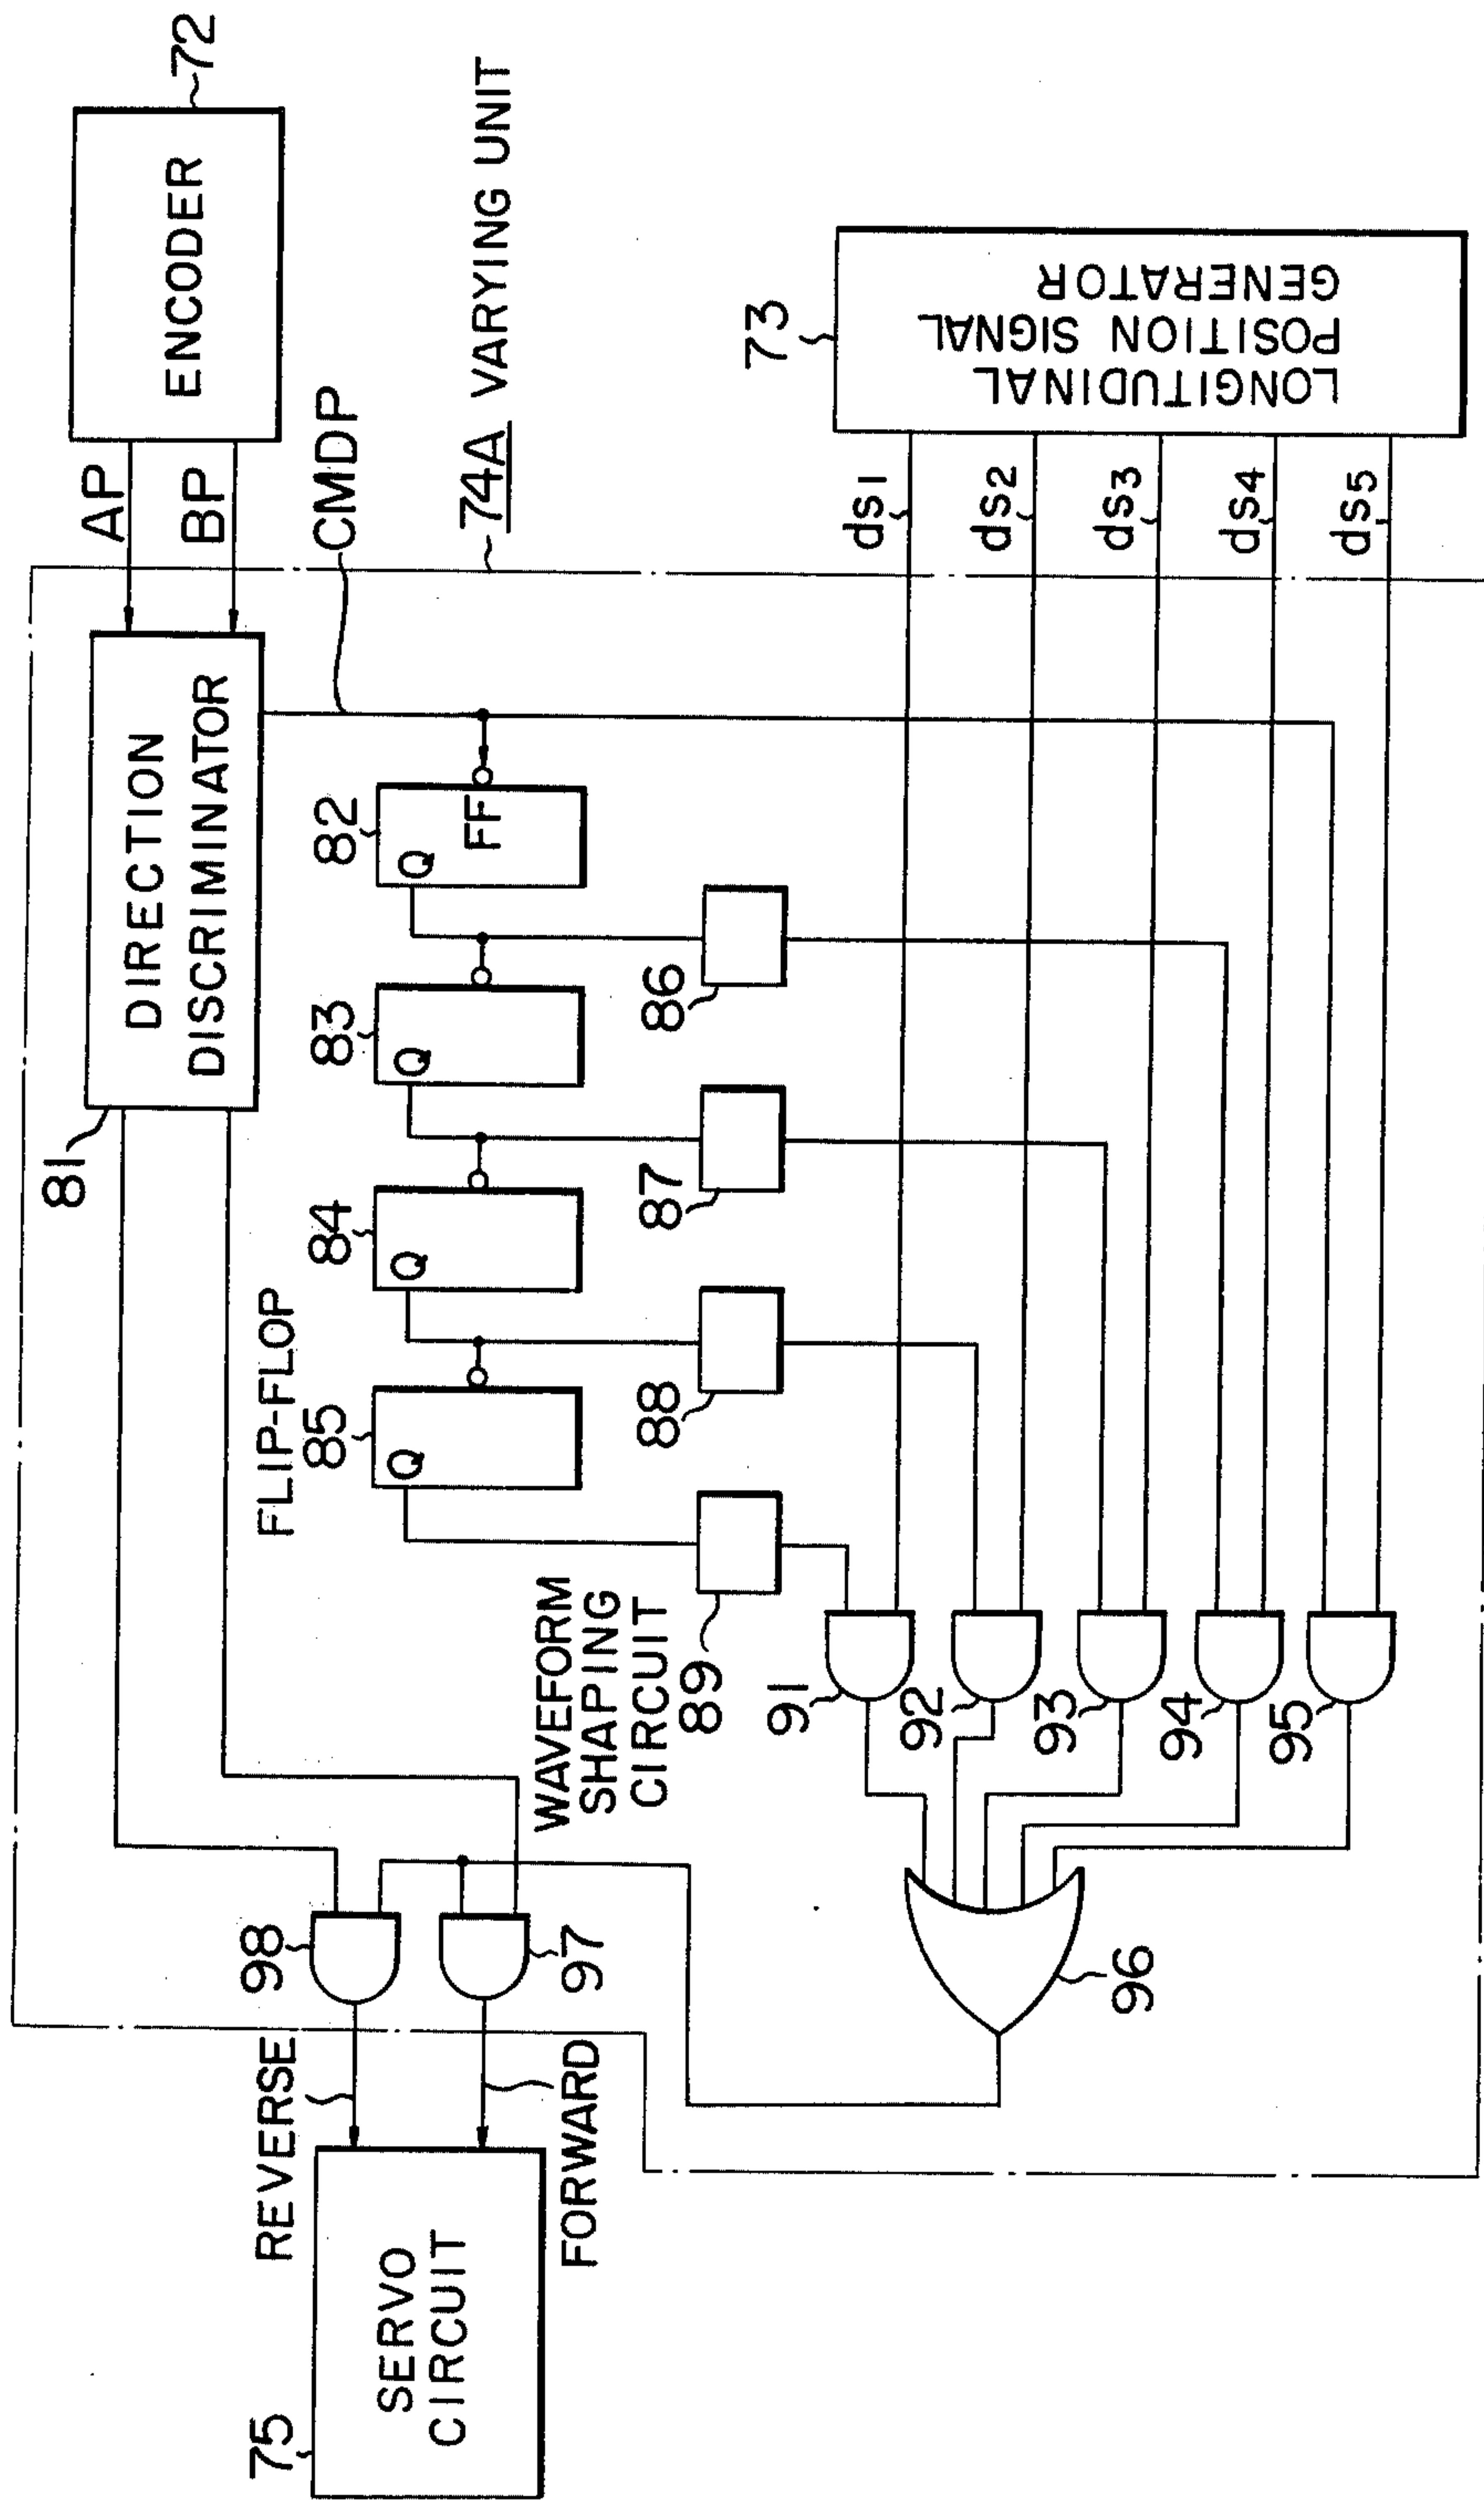 75
SERVO
CIRCUIT
REVERSE
FORWARD
98
97
96
81
DIRECTION
DISCRIMINATOR
AP
BP
ENCODER
72
CMDP
74A VARYING UNIT
FLIP-FLOP
85
Q
84
Q
83
Q
82
Q
FF
WAVEFORM
SHAPING
CIRCUIT
89
88
87
86
91
92
93
94
95
ds1
ds2
ds3
ds4
ds5
73
LONGITUDINAL
POSITION SIGNAL
GENERATOR